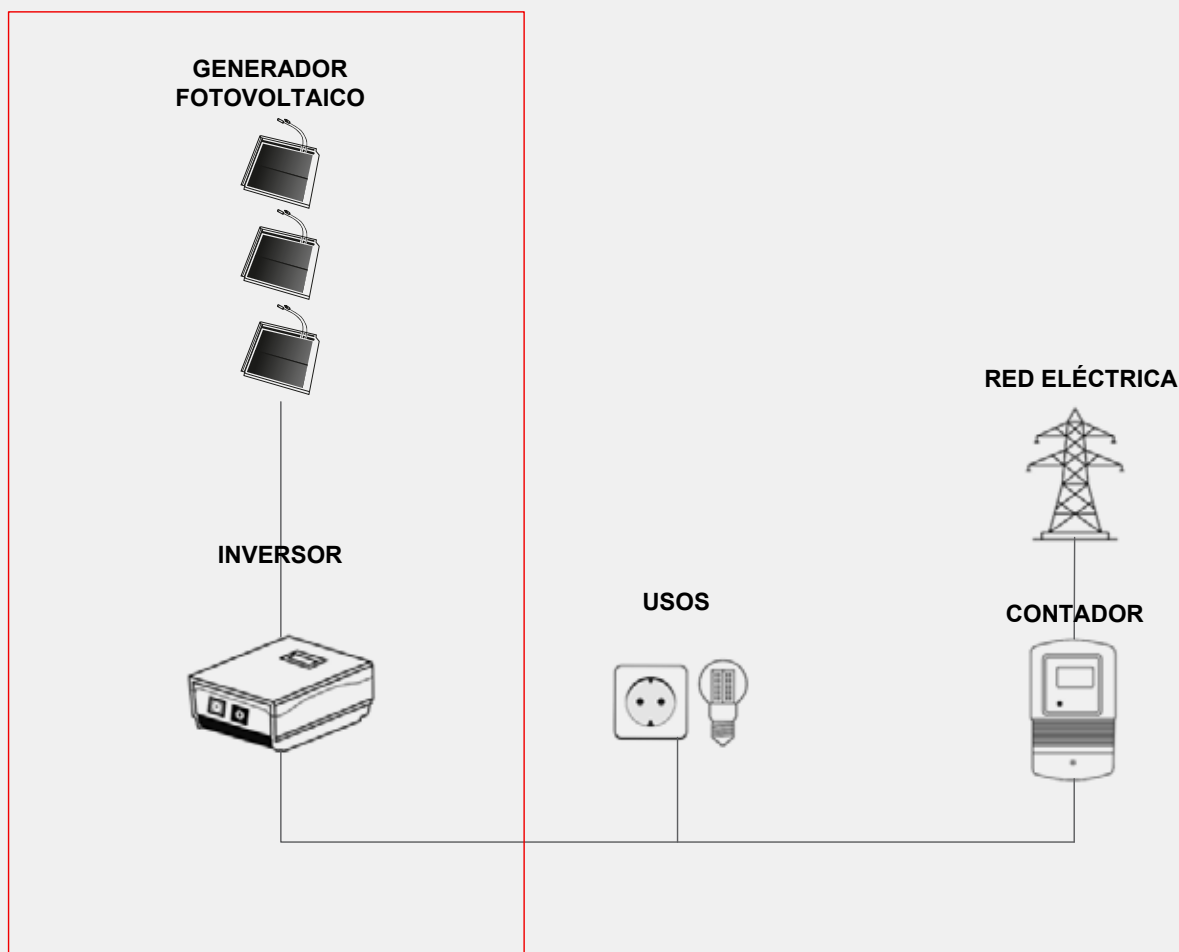 GENERADOR
FOTOVOLTAICO
RED ELÉCTRICA
INVERSOR
USOS
CONTADOR